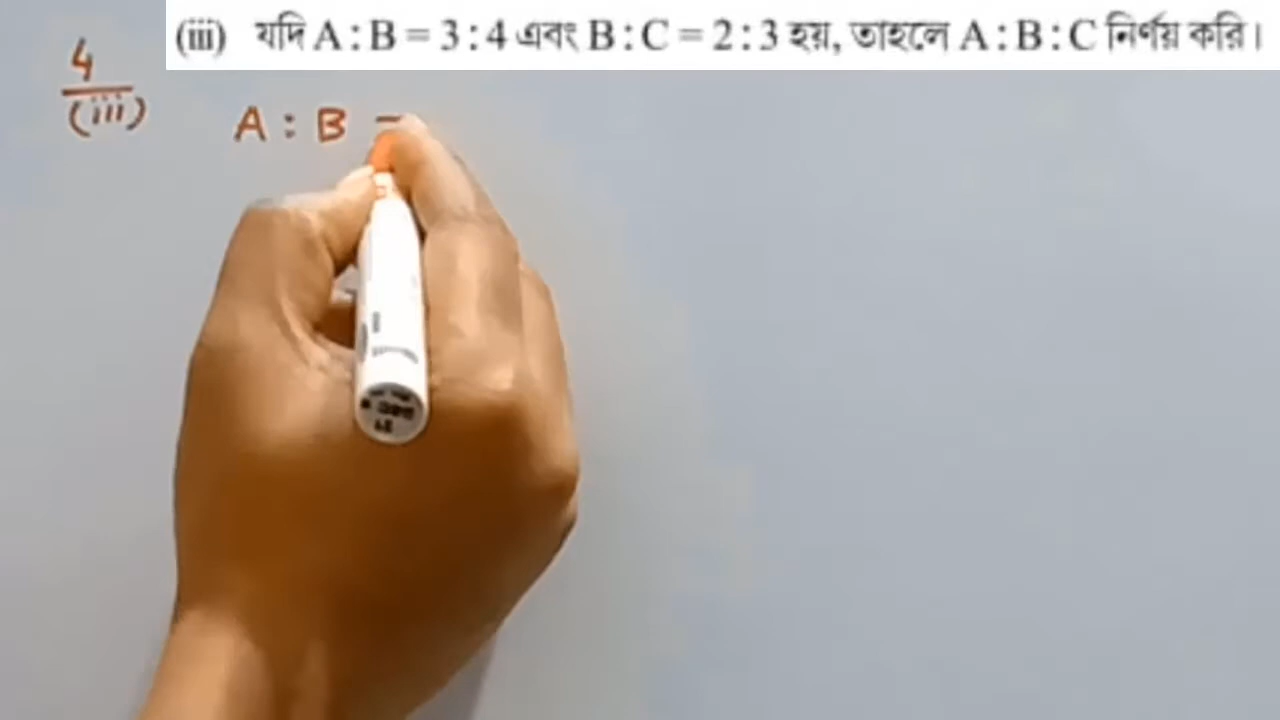 (iii) যদি A : B = 3 : 4 এবং B : C = 2 : 3 হয়, তাহলে A : B : C নির্ণয় করি।
4
(iii)
A : B =